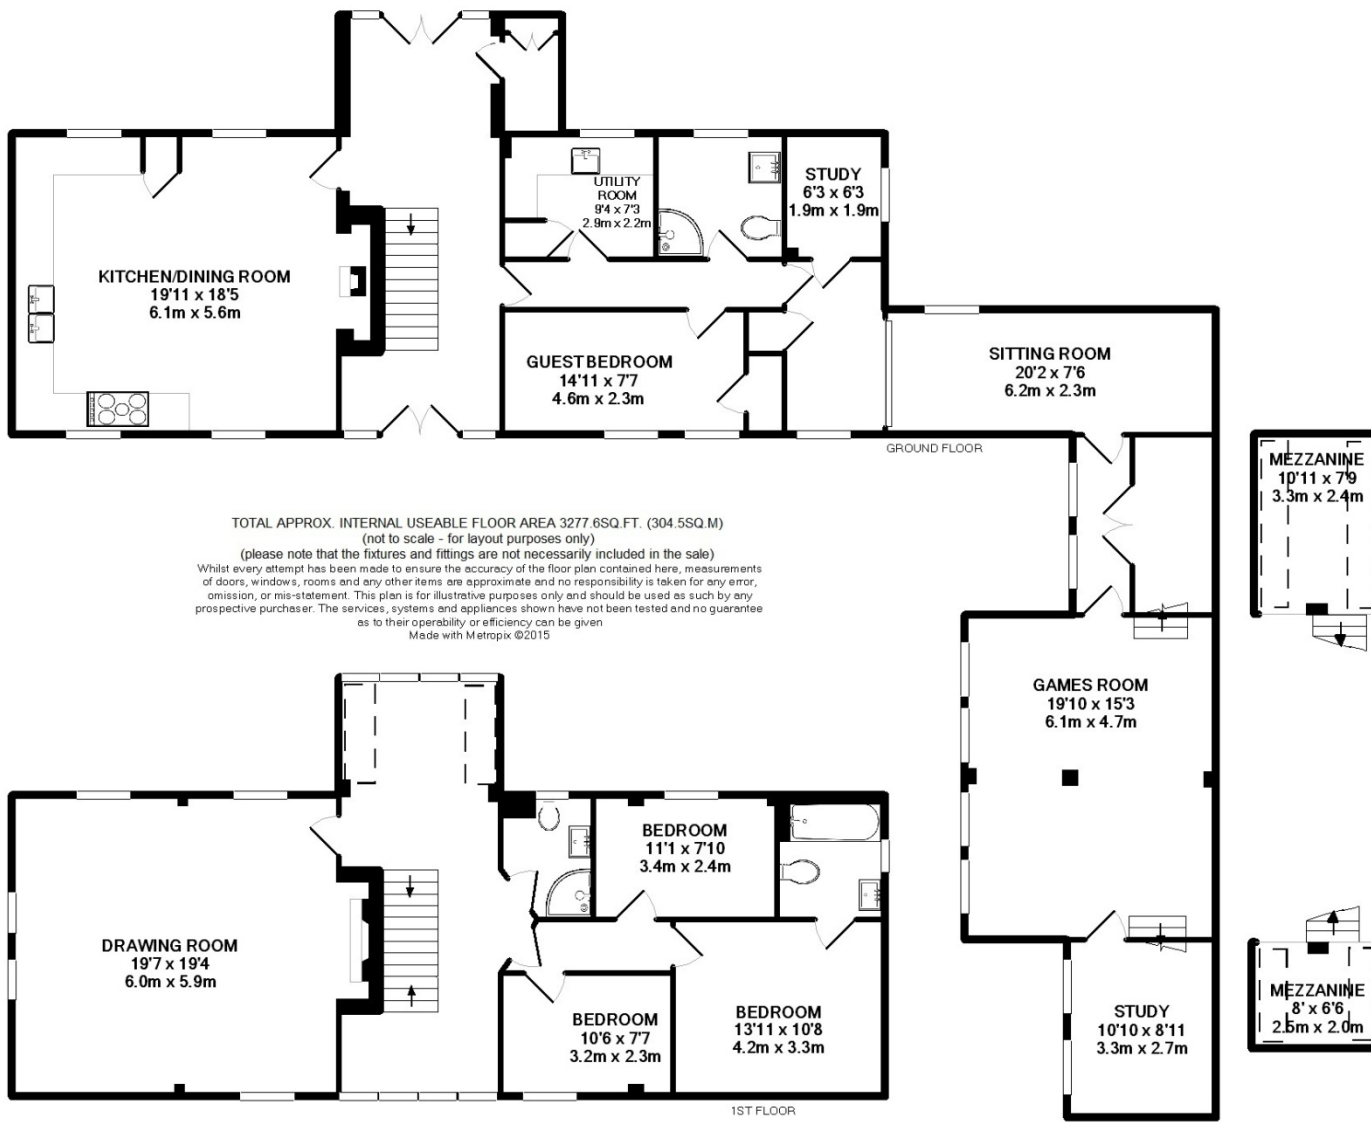 STUDY
6'3 x 6'3
1.9m x 1.9m
UTILITY
ROOM
9'4 x 7'3
2.9m x 2.2m
KITCHEN/DINING ROOM
19'11 x 18'5
6.1m x 5.6m
GUEST BEDROOM
14'11 x 7'7
4.6m x 2.3m
SITTING ROOM
20'2 x 7'6
6.2m x 2.3m
GROUND FLOOR
MEZZANINE
10'11 x 7'9
3.3m x 2.4m
TOTAL APPROX. INTERNAL USEABLE FLOOR AREA 3277.6SQ.FT. (304.5SQ.M)
(not to scale - for layout purposes only)
(please note that the fixtures and fittings are not necessarily included in the sale)
Whilst every attempt has been made to ensure the accuracy of the floor plan contained here, measurements
of doors, windows, rooms and any other items are approximate and no responsibility is taken for any error,
omission, or mis-statement. This plan is for illustrative purposes only and should be used as such by any
prospective purchaser. The services, systems and appliances shown have not been tested and no guarantee
as to their operability or efficiency can be given
Made with Metropix ©2015
GAMES ROOM
19'10 x 15'3
6.1m x 4.7m
BEDROOM
11'1 x 7'10
3.4m x 2.4m
DRAWING ROOM
19'7 x 19'4
6.0m x 5.9m
BEDROOM
10'6 x 7'7
3.2m x 2.3m
BEDROOM
13'11 x 10'8
4.2m x 3.3m
STUDY
10'10 x 8'11
3.3m x 2.7m
MEZZANINE
8' x 6'6
2.5m x 2.0m
1ST FLOOR